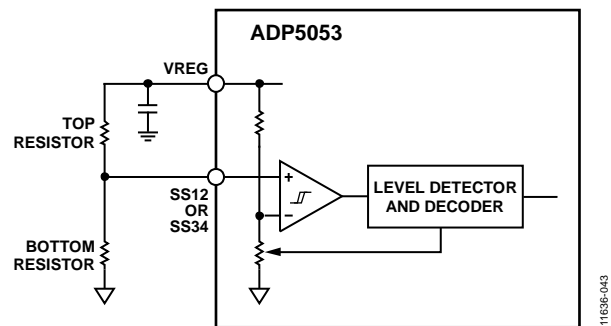 ADP5053
VREG
TOP
RESISTOR
+
−
LEVEL DETECTOR
AND DECODER
SS12
OR
SS34
BOTTOM
RESISTOR
11636-043